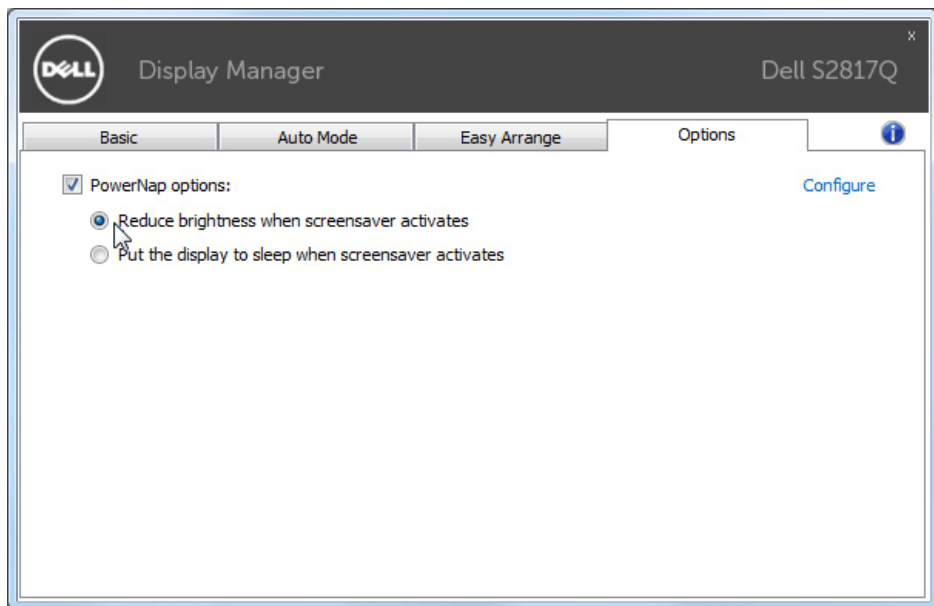 x
DELL
Display Manager
Dell S2817Q
Basic
Auto Mode
Easy Arrange
Options
i
PowerNap options:
Configure
Reduce brightness when screensaver activates
Put the display to sleep when screensaver activates